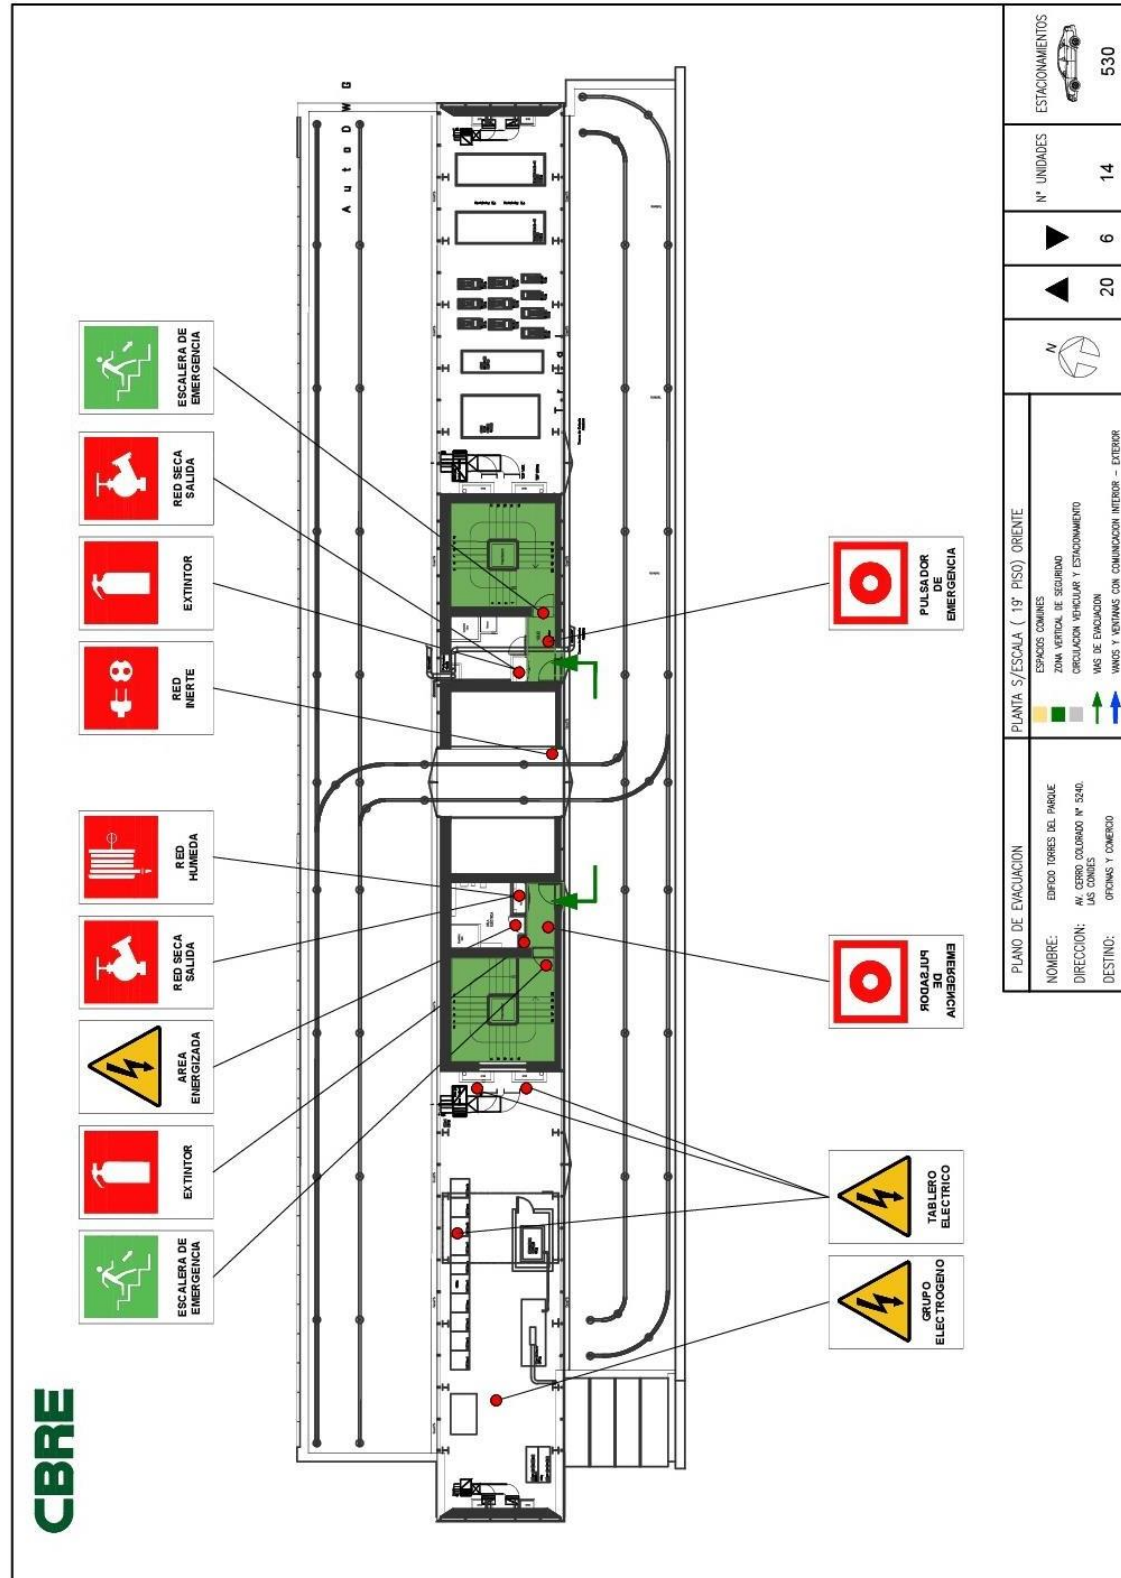 CBRE
ESCALERA DE
EMERGENCIA
EXTINTOR
AREA
ENERGIZADA
RED SECA
SALIDA
RED
HUMEDA
RED
INERTE
EXTINTOR
RED SECA
SALIDA
ESCALERA DE
EMERGENCIA
AutoDWG
Trial
GRUPO
ELECTROGENO
TABLERO
ELECTRICO
PULSADOR
DE
EMERGENCIA
PULSADOR
DE
EMERGENCIA
PLANO DE EVACUACION
NOMBRE: EDIFICIO TORRES DEL PARQUE
DIRECCION: AV. CERRO COLORADO N° 5240.
LAS CONDES
DESTINO: OFICINAS Y COMERCIO
PLANTA S/ESCALA ( 19° PISO) ORIENTE
ESPACIOS COMUNES
ZONA VERTICAL DE SEGURIDAD
CIRCULACION VEHICULAR Y ESTACIONAMIENTO
VIAS DE EVACUACION
VANOS Y VENTANAS CON COMUNICACION INTERIOR - EXTERIOR
N
20
6
N° UNIDADES
14
ESTACIONAMIENTOS
530